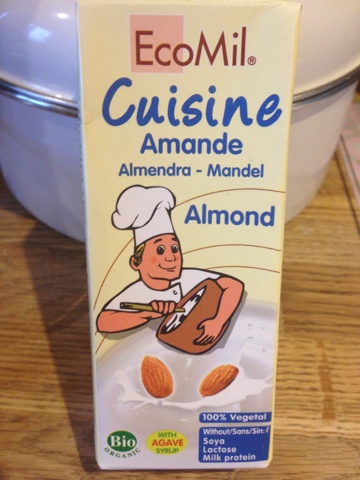 EcoMil®
Cuisine
Amande
Almendra - Mandel
Almond
100% Vegetal
Without/Sans/Sin:
Soya
Lactose
Milk protein
Bio
ORGANIC
WITH
AGAVE
SYRUP